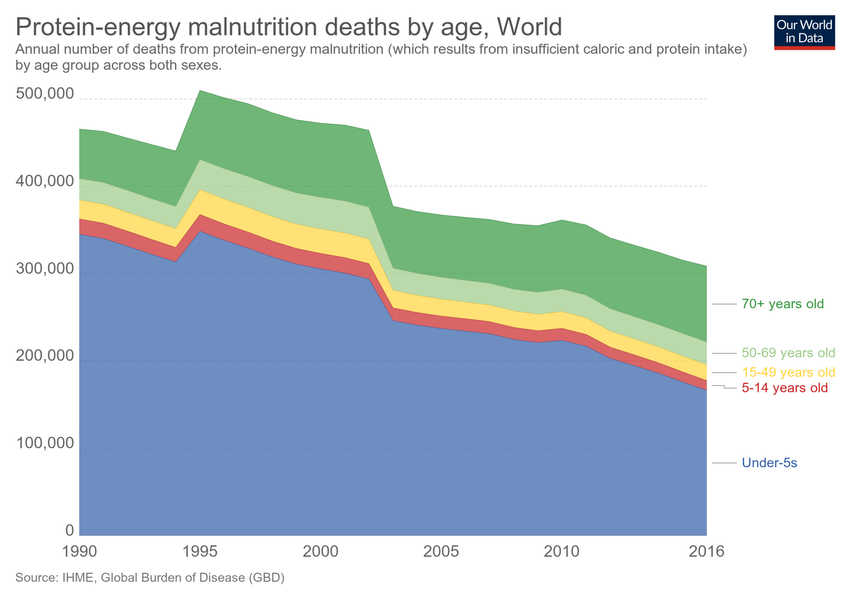 Protein-energy malnutrition deaths by age, World
Our World
in Data
Annual number of deaths from protein-energy malnutrition (which results from insufficient caloric and protein intake)
by age group across both sexes.
500,000
400,000
300,000
200,000
100,000
0
70+ years old
50-69 years old
15-49 years old
5-14 years old
Under-5s
1990
1995
2000
2005
2010
2016
Source: IHME, Global Burden of Disease (GBD)